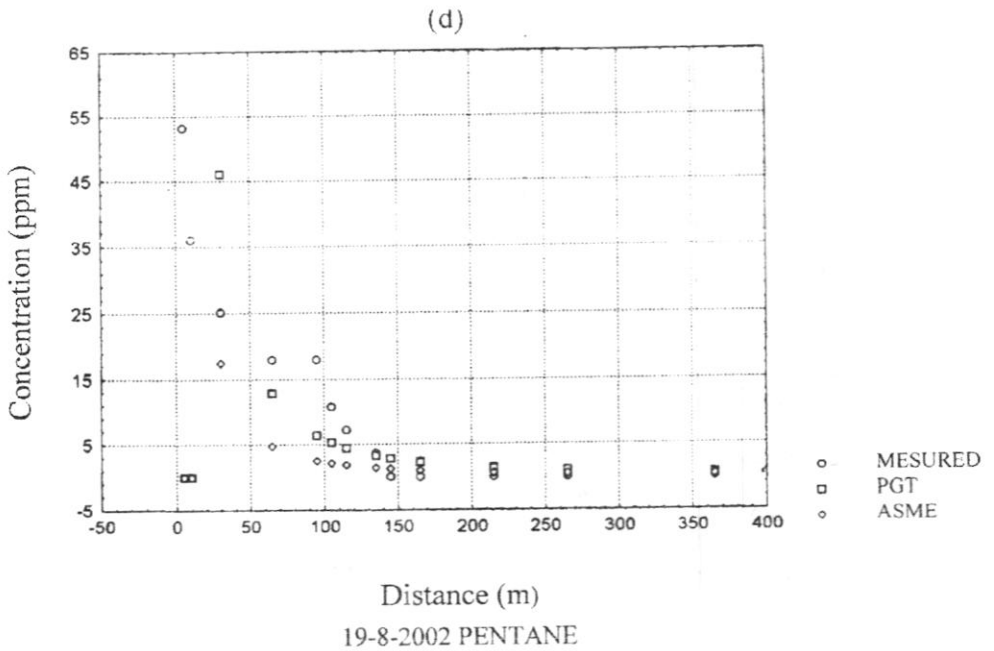 (d)
65
55
45
35
25
15
5
-5
-50 0 50 100 150 200 250 300 350 400
Concentration (ppm)
MESURED
PGT
ASME
Distance (m)
19-8-2002 PENTANE